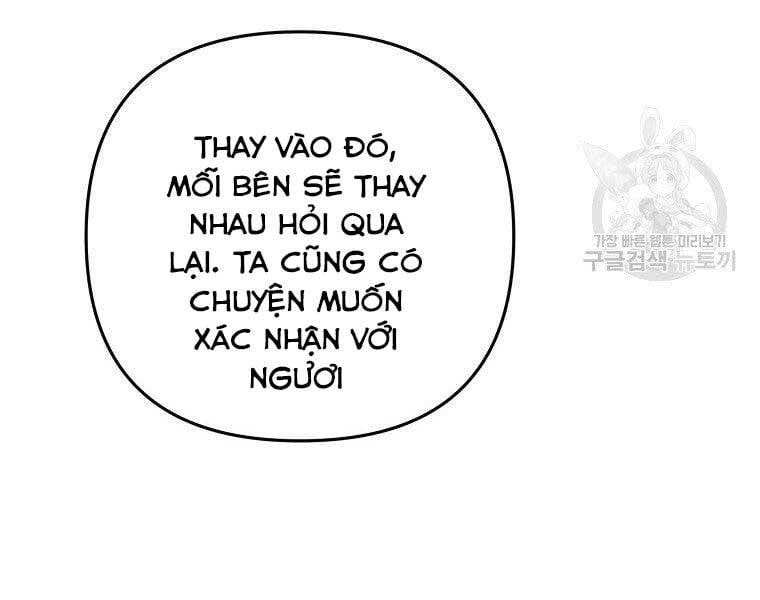 THAY VÀO ĐÓ,
MỖI BÊN SẼ THAY
NHAU HỎI QUA
LẠI. TA CŨNG CÓ
CHUYỆN MUỐN
XÁC NHẬN VỚI
NGƯƠI
가장 빠른 웹툰 미리보기
구글검색 뉴토끼